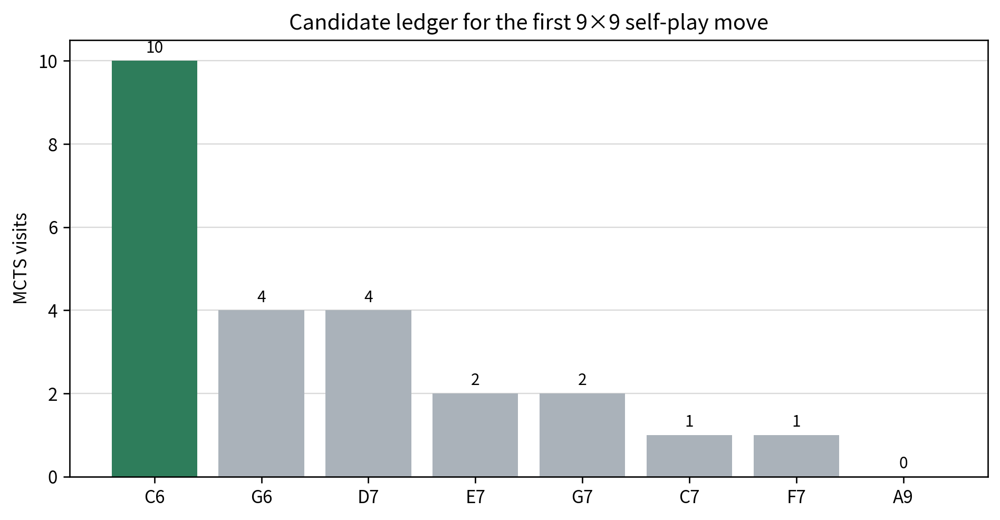 Candidate ledger for the first 9×9 self-play move
MCTS visits
10
8
6
4
2
0
10
4
4
2
2
1
1
0
C6
G6
D7
E7
G7
C7
F7
A9